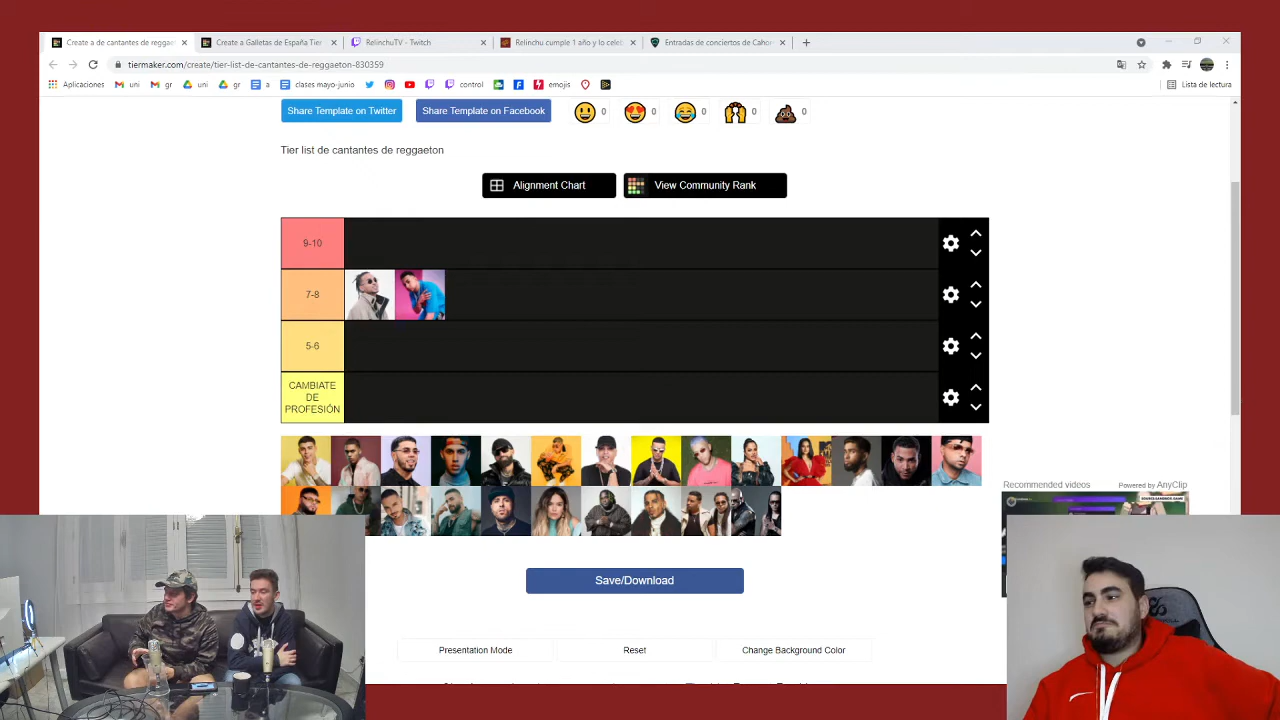 Create a de cantantes de reggaet
Create a Galletas de España Tier
RelinchuTV - Twitch
Relinchu cumple 1 año y lo celeb
Entradas de conciertos de Cahor
tiermaker.com/create/tier-list-de-cantantes-de-reggaeton-830359
Aplicaciones uni gr uni gr a clases mayo-junio control emojis Lista de lectura
Share Template on Twitter
Share Template on Facebook
0 0 0 0 0
Tier list de cantantes de reggaeton
Alignment Chart
View Community Rank
9-10
7-8
5-6
CAMBIATE
DE
PROFESIÓN
Recommended videos
Powered by AnyClip
Save/Download
Presentation Mode
Reset
Change Background Color